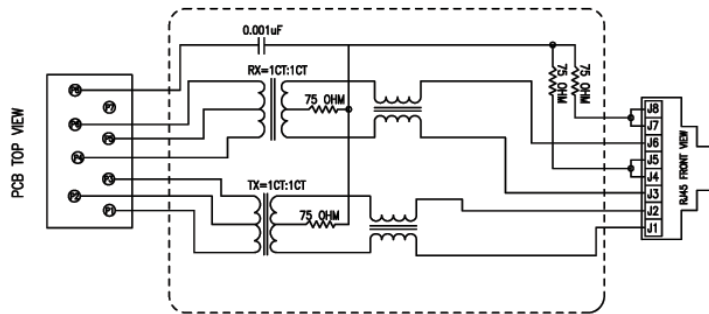 0.001uF
RX=1CT:1CT
75 OHM
75 OHM
75 OHM
TX=1CT:1CT
75 OHM
PCB TOP VIEW
P8
P7
P6
P5
P4
P3
P2
P1
J8
J7
J6
J5
J4
J3
J2
J1
RJ45 FRONT VIEW